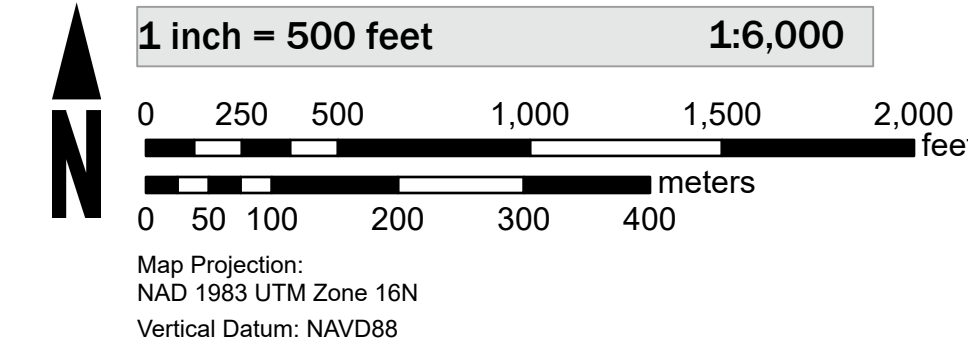 1 inch = 500 feet 1:6,000
0 250 500 1,000 1,500 2,000
feet
meters
0 50 100 200 300 400
N
Map Projection:
NAD 1983 UTM Zone 16N
Vertical Datum: NAVD88